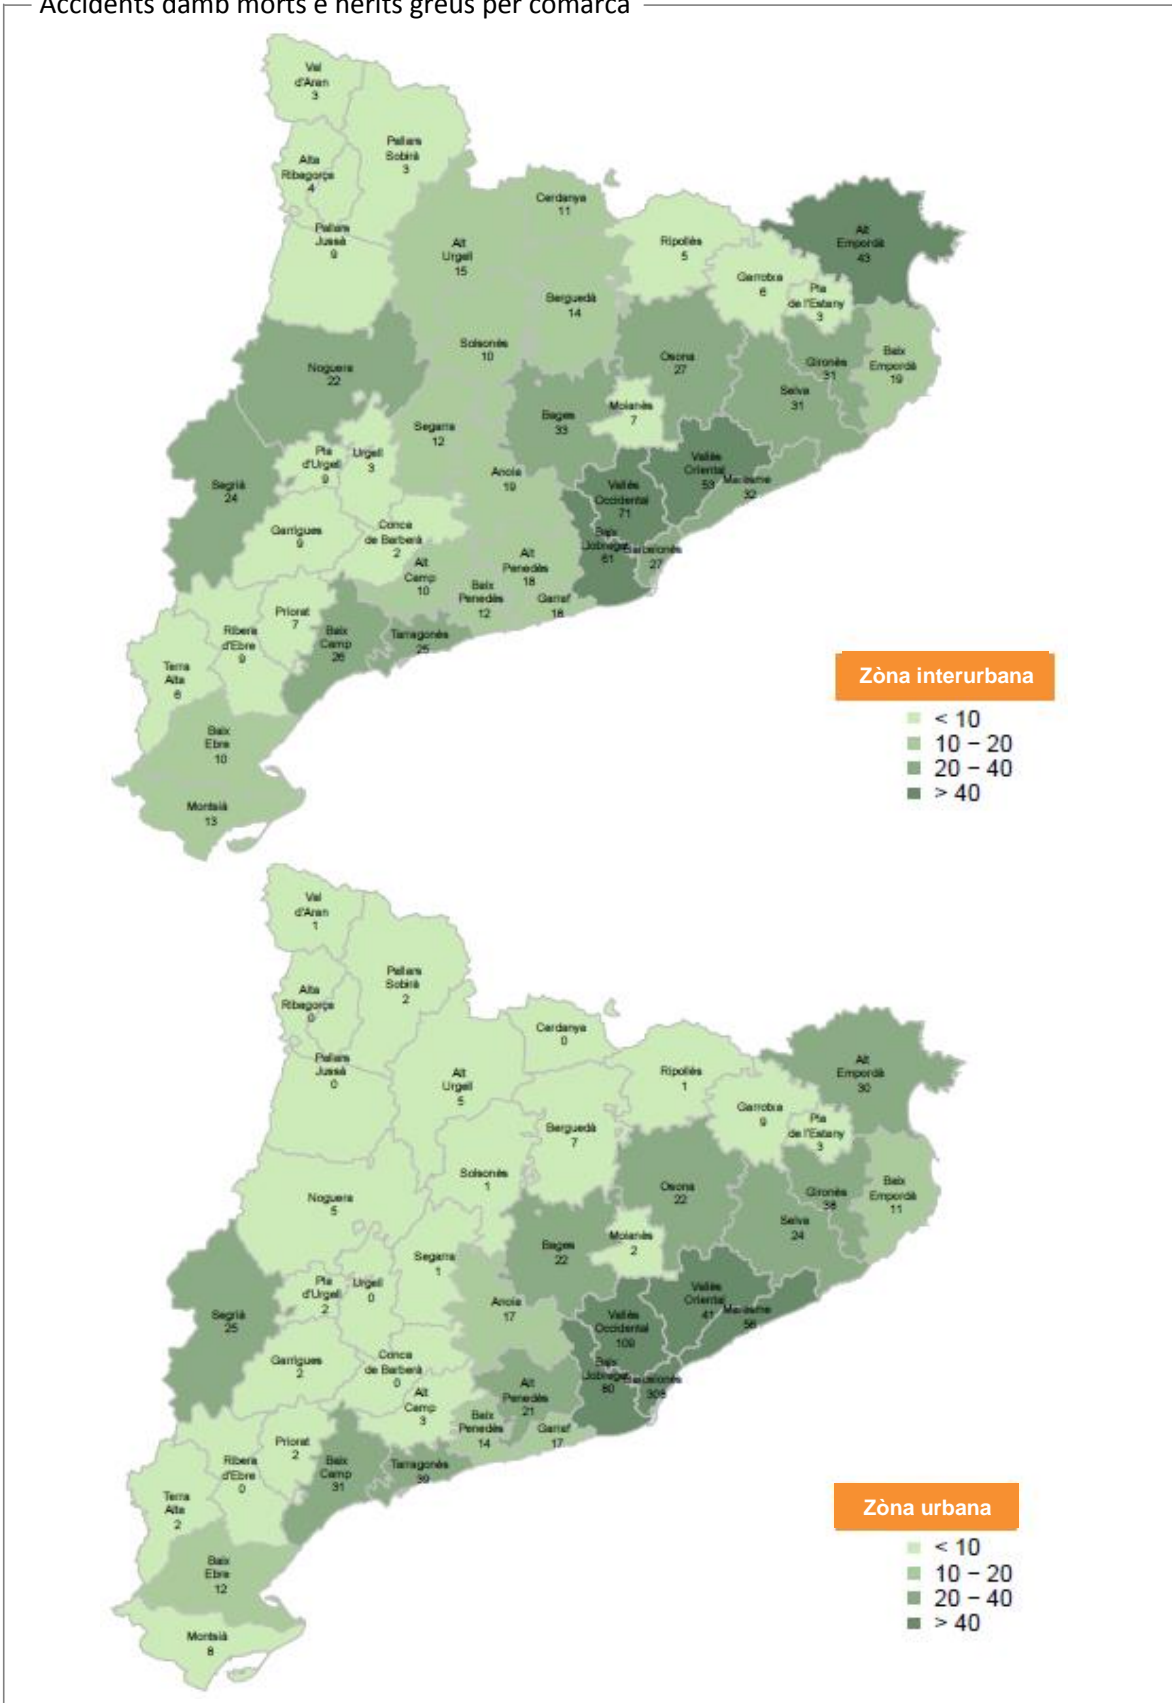 Accidents damb morts e herits grèus per comarca
Val
d'Aran
3
Pallars
Sobirà
3
Alta
Ribagorça
4
Pallars
Jussà
9
Alt
Urgell
15
Cerdanya
11
Ripollès
5
Alt
Empordà
43
Garrotxa
6
Pla
de l'Estany
3
Berguedà
14
Solsonès
10
Noguera
22
Osona
27
Gironès
31
Baix
Empordà
19
Selva
31
Bages
33
Moianès
7
Segarra
12
Pla
d'Urgell
9
Urgell
3
Segrià
24
Anoia
19
Vallès
Oriental
53
Maresme
32
Vallès
Occidental
71
Garrigues
9
Conca
de Barberà
2
Baix
Llobregat
61
Barcelonès
27
Alt
Camp
10
Alt
Penedès
18
Baix
Penedès
12
Garraf
18
Priorat
7
Ribera
d'Ebre
9
Baix
Camp
26
Tarragonès
25
Terra
Alta
6
Baix
Ebre
10
Montsià
13
Zòna interurbana
< 10
10 – 20
20 – 40
> 40
Val
d'Aran
1
Pallars
Sobirà
2
Alta
Ribagorça
0
Pallars
Jussà
0
Alt
Urgell
5
Cerdanya
0
Ripollès
1
Alt
Empordà
30
Garrotxa
9
Pla
de l'Estany
3
Berguedà
7
Solsonès
1
Noguera
5
Osona
22
Gironès
38
Baix
Empordà
11
Selva
24
Bages
22
Moianès
2
Segarra
1
Pla
d'Urgell
2
Urgell
0
Segrià
25
Anoia
17
Vallès
Oriental
41
Maresme
56
Vallès
Occidental
109
Garrigues
2
Conca
de Barberà
0
Baix
Llobregat
80
Barcelonès
308
Alt
Camp
3
Alt
Penedès
21
Baix
Penedès
14
Garraf
17
Priorat
2
Ribera
d'Ebre
0
Baix
Camp
31
Tarragonès
39
Terra
Alta
2
Baix
Ebre
12
Montsià
8
Zòna urbana
< 10
10 – 20
20 – 40
> 40